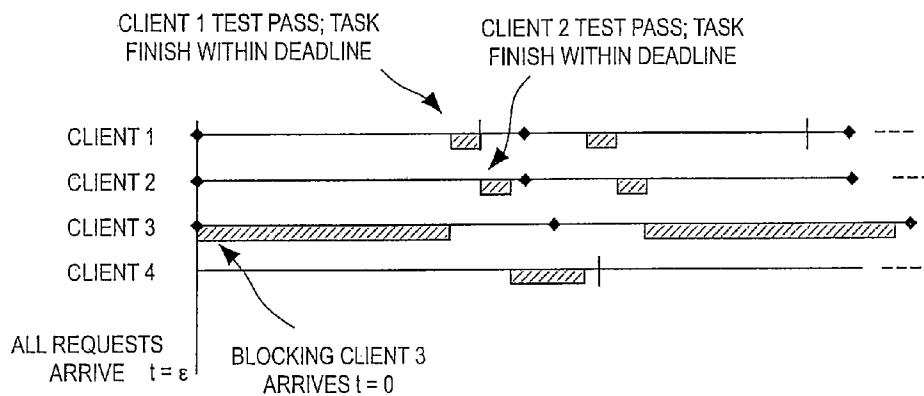 CLIENT 1 TEST PASS; TASK
FINISH WITHIN DEADLINE
CLIENT 2 TEST PASS; TASK
FINISH WITHIN DEADLINE
CLIENT 1
CLIENT 2
CLIENT 3
CLIENT 4
ALL REQUESTS
ARRIVE t = ε
BLOCKING CLIENT 3
ARRIVES t = 0